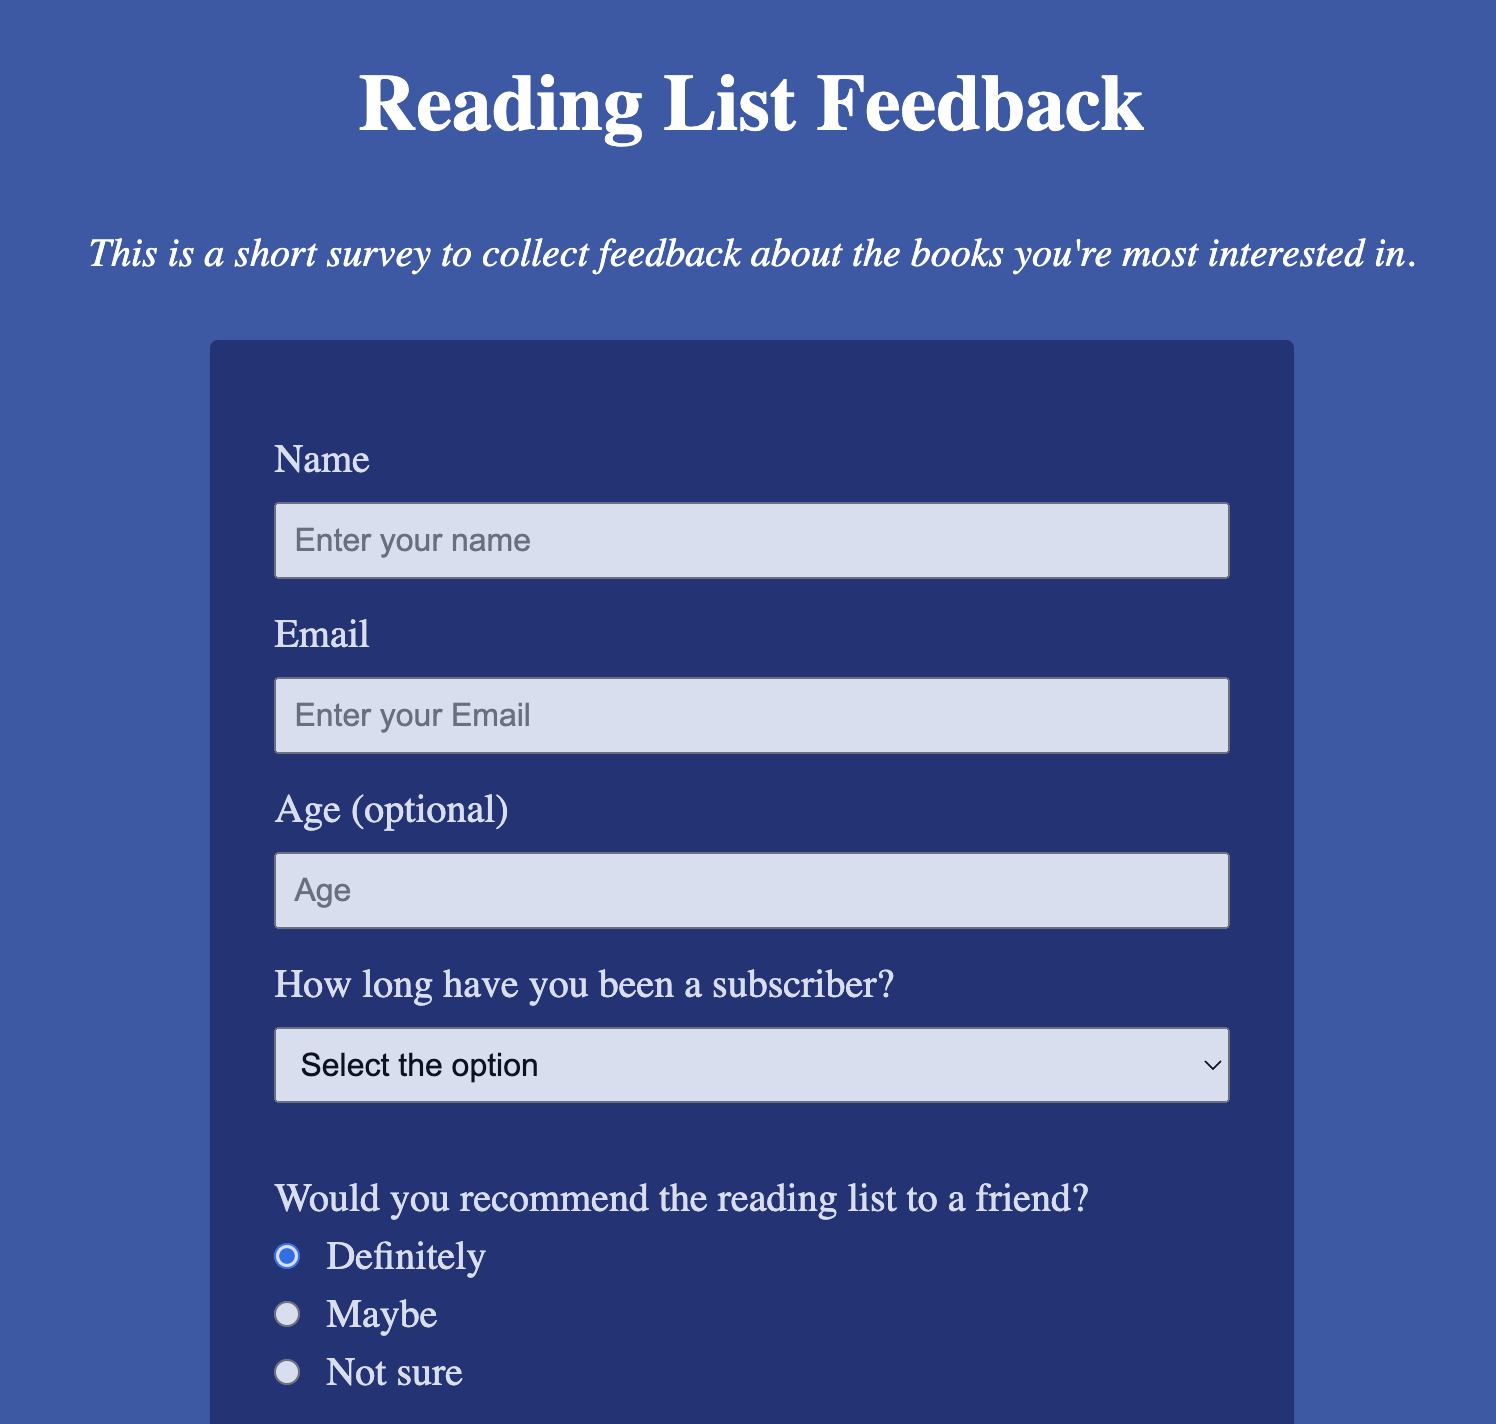 Reading List Feedback
This is a short survey to collect feedback about the books you're most interested in.
Name
Enter your name
Email
Enter your Email
Age (optional)
Age
How long have you been a subscriber?
Select the option
Would you recommend the reading list to a friend?
Definitely
Maybe
Not sure